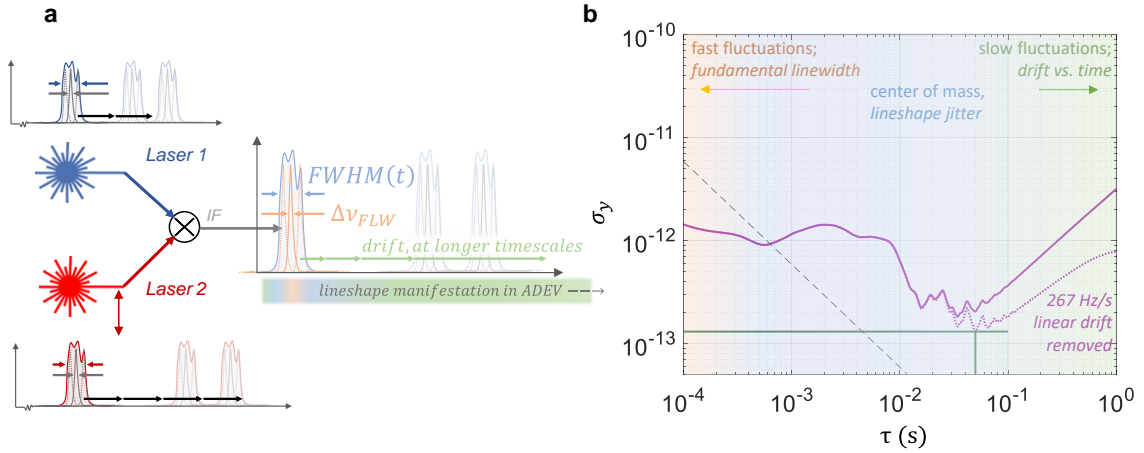 a
Laser 1
IF
Laser 2
FWHM(t)
Δν_FLW
drift, at longer timescales
lineshape manifestation in ADEV
b
10^-10
10^-11
10^-12
10^-13
σ_y
fast fluctuations;
fundamental linewidth
center of mass,
lineshape jitter
slow fluctuations;
drift vs. time
267 Hz/s
linear drift
removed
10^-4
10^-3
10^-2
10^-1
10^0
τ (s)